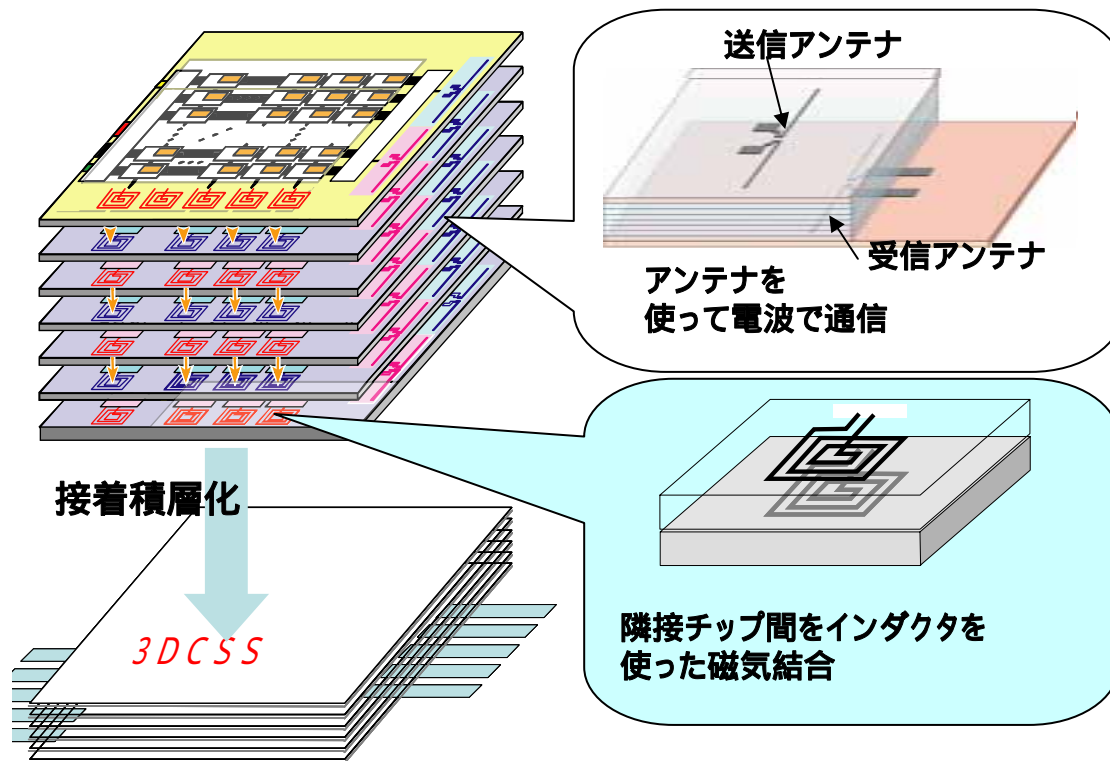 送信アンテナ
受信アンテナ
アンテナを
使って電波で通信
接着積層化
3DCSS
隣接チップ間をインダクタを
使った磁気結合